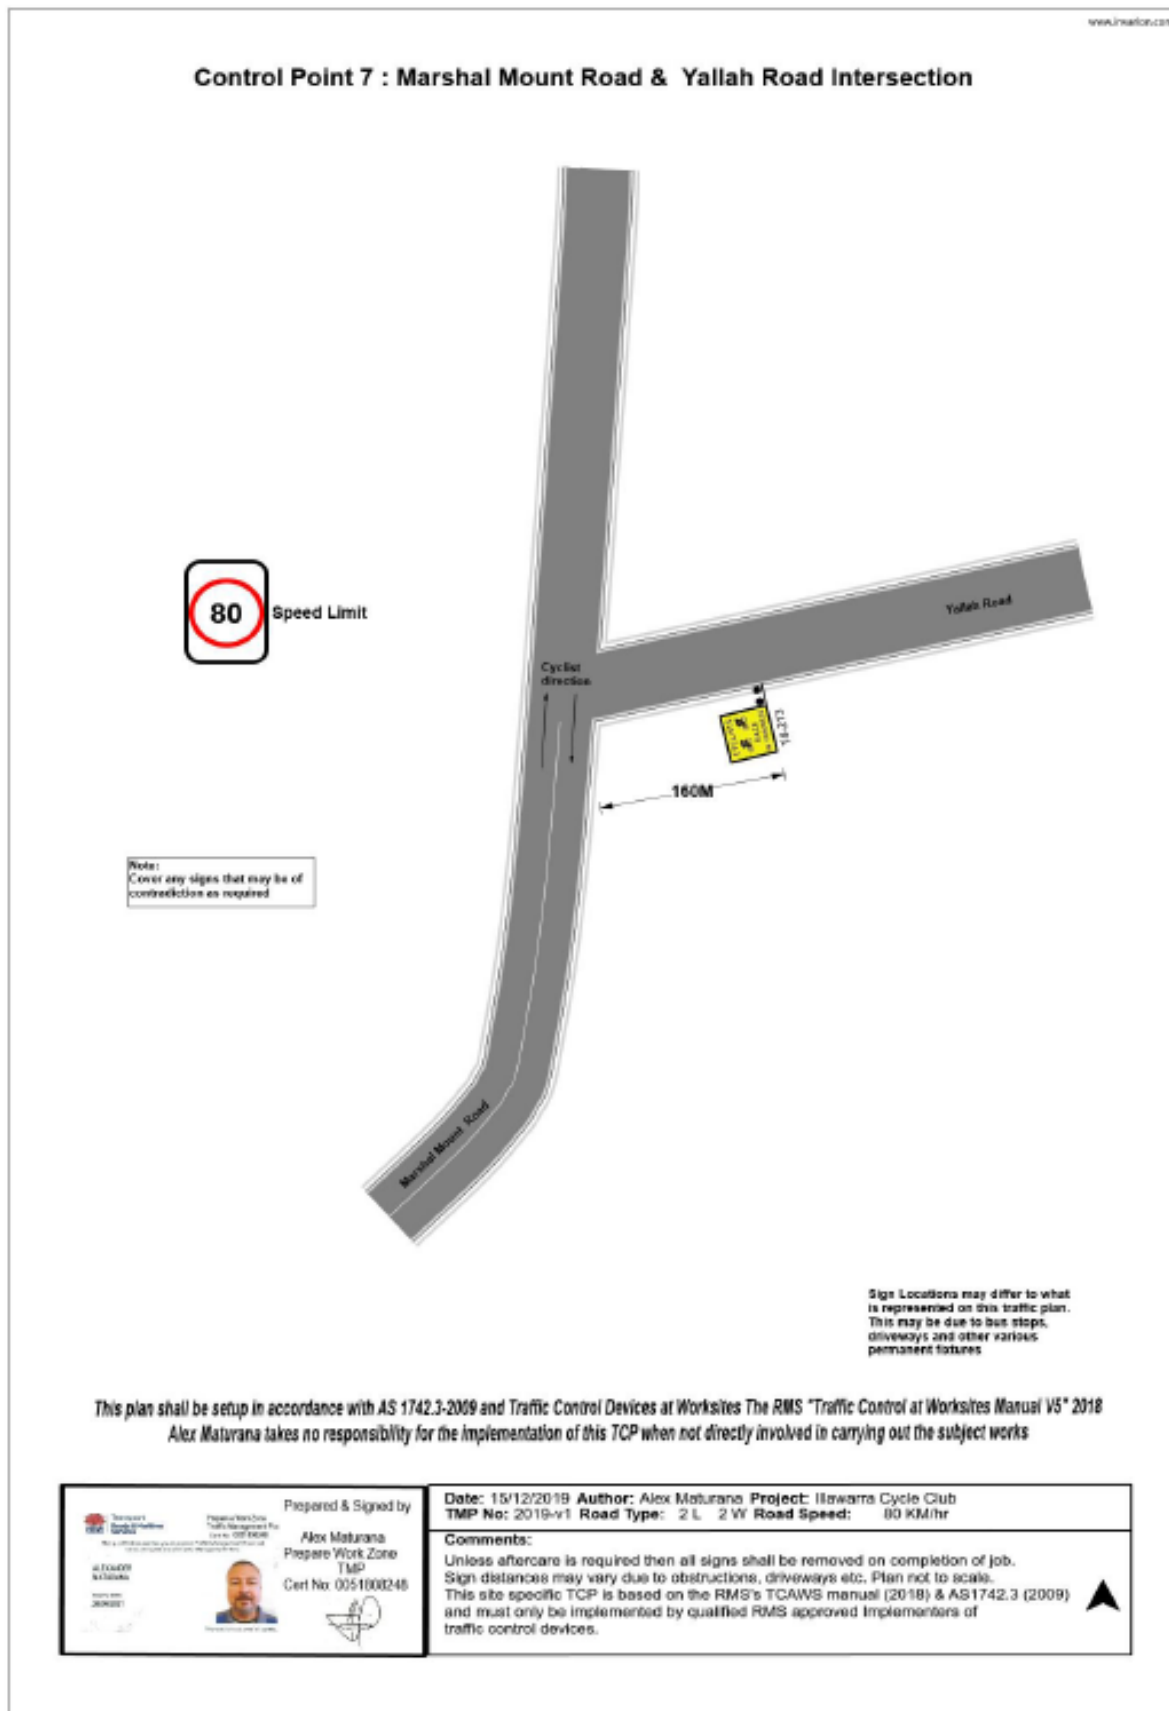 www.invarion.com
Control Point 7 : Marshal Mount Road & Yallah Road Intersection
80
Speed Limit
Yallah Road
Cyclist
direction
160M
Note:
Cover any signs that may be of
contradiction as required
Marshal Mount Road
Sign Locations may differ to what
is represented on this traffic plan.
This may be due to bus stops,
driveways and other various
permanent fixtures
This plan shall be setup in accordance with AS 1742.3-2009 and Traffic Control Devices at Worksites The RMS "Traffic Control at Worksites Manual V5" 2018
Alex Maturana takes no responsibility for the implementation of this TCP when not directly involved in carrying out the subject works
Transport
Roads & Maritime
Services
ALEXANDER
MATURANA
Prepared & Signed by
Alex Maturana
Prepare Work Zone
TMP
Cert No: 0051808248
Date: 15/12/2019 Author: Alex Maturana Project: Illawarra Cycle Club
TMP No: 2019-v1 Road Type: 2 L 2 W Road Speed: 80 KM/hr
Comments:
Unless aftercare is required then all signs shall be removed on completion of job.
Sign distances may vary due to obstructions, driveways etc. Plan not to scale.
This site specific TCP is based on the RMS's TCAWS manual (2018) & AS1742.3 (2009)
and must only be implemented by qualified RMS approved Implementers of
traffic control devices.